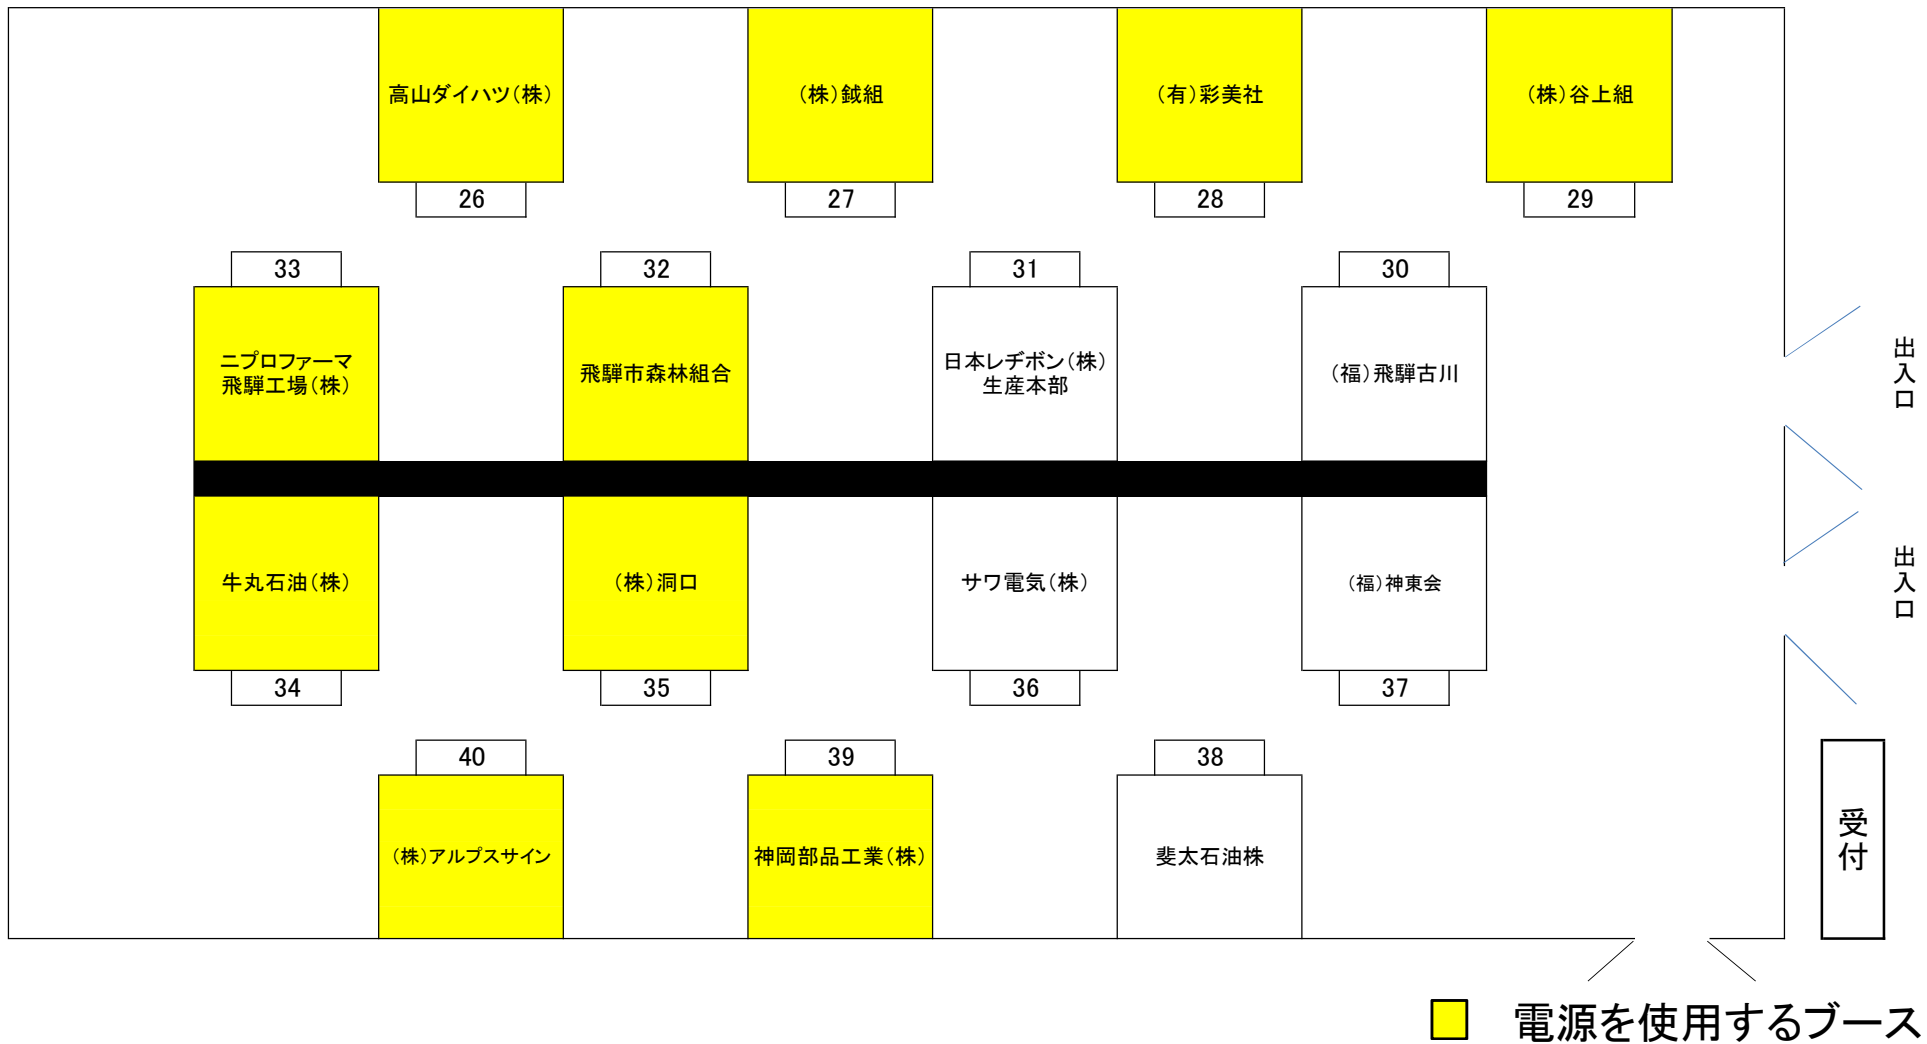 高山ダイハツ（株）
（株）鉞組
（有）彩美社
（株）谷上組
26
27
28
29
33
32
31
30
ニプロファーマ
飛騨工場（株）
飛騨市森林組合
日本レヂボン（株）
生産本部
（福）飛騨古川
出入口
牛丸石油（株）
（株）洞口
サワ電気（株）
（福）神東会
出入口
34
35
36
37
40
39
38
（株）アルプスサイン
神岡部品工業（株）
斐太石油株
受付
電源を使用するブース